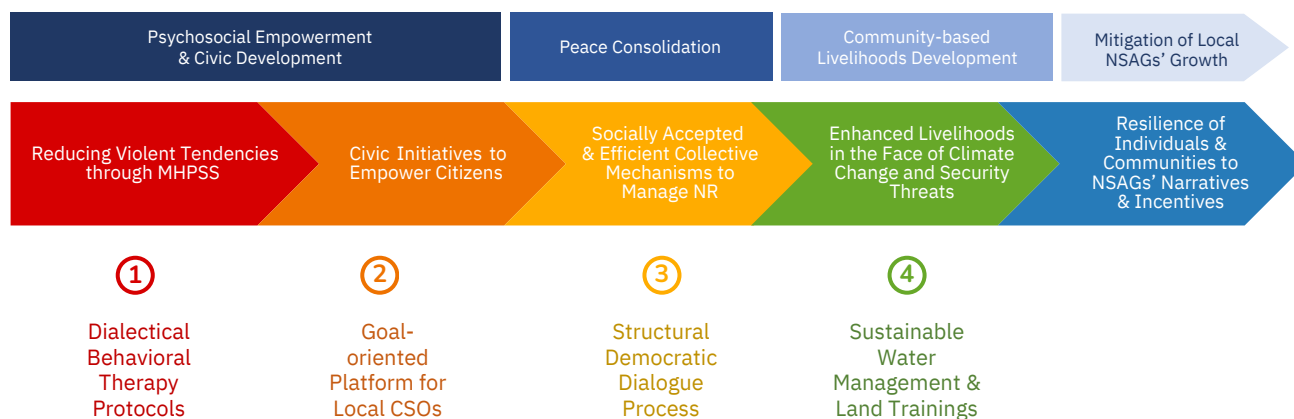 Psychosocial Empowerment
& Civic Development
Peace Consolidation
Community-based
Livelihoods Development
Mitigation of Local
NSAGs’ Growth
Reducing Violent Tendencies
through MHPSS
Civic Initiatives to
Empower Citizens
Socially Accepted
& Efficient Collective
Mechanisms to
Manage NR
Enhanced Livelihoods
in the Face of Climate
Change and Security
Threats
Resilience of
Individuals &
Communities to
NSAGs’ Narratives
& Incentives
1
Dialectical
Behavioral
Therapy
Protocols
2
Goal-
oriented
Platform for
Local CSOs
3
Structural
Democratic
Dialogue
Process
4
Sustainable
Water
Management &
Land Trainings